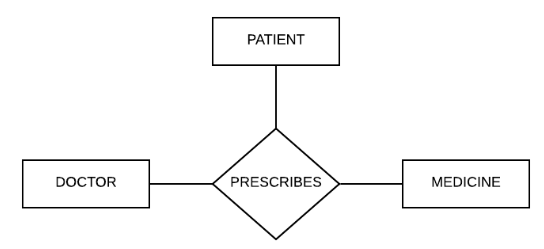 PATIENT
DOCTOR
PRESCRIBES
MEDICINE